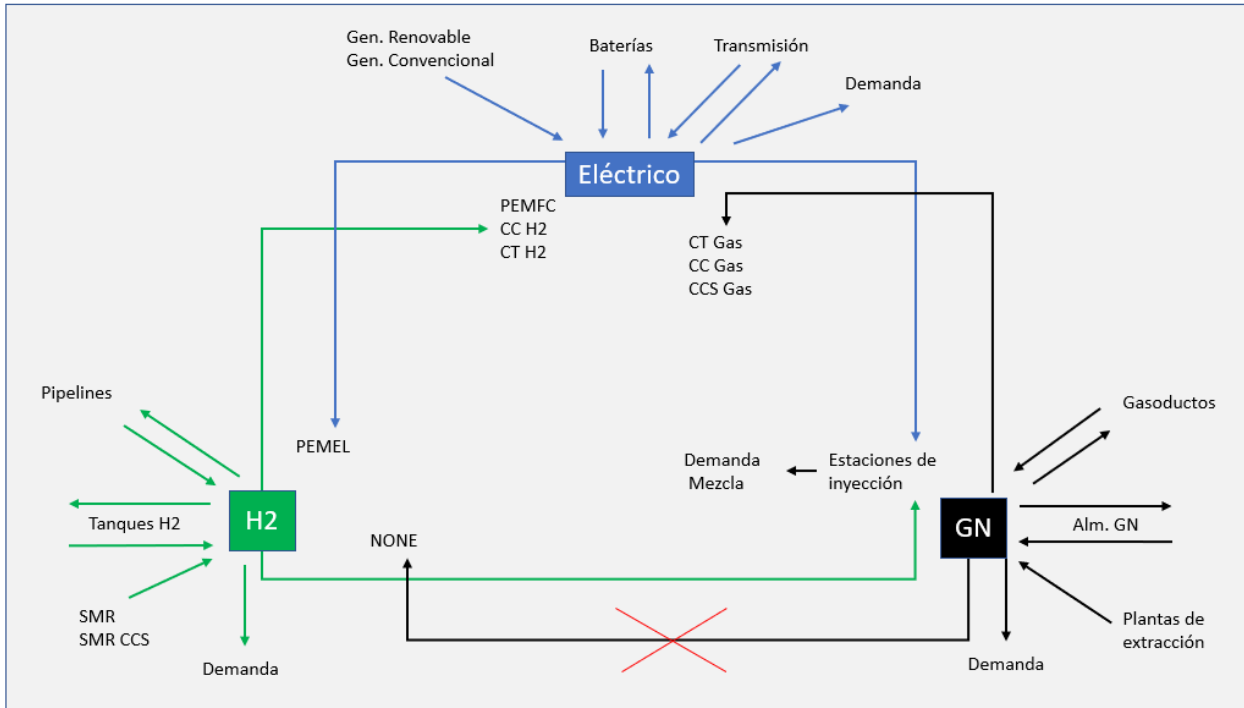 Gen. Renovable
Gen. Convencional
Baterías
Transmisión
Demanda
Eléctrico
PEMFC
CC H2
CT H2
CT Gas
CC Gas
CCS Gas
Pipelines
Gasoductos
PEMEL
Demanda
Mezcla
Estaciones de
inyección
H2
Tanques H2
GN
Alm. GN
NONE
SMR
SMR CCS
Plantas de
extracción
Demanda
Demanda